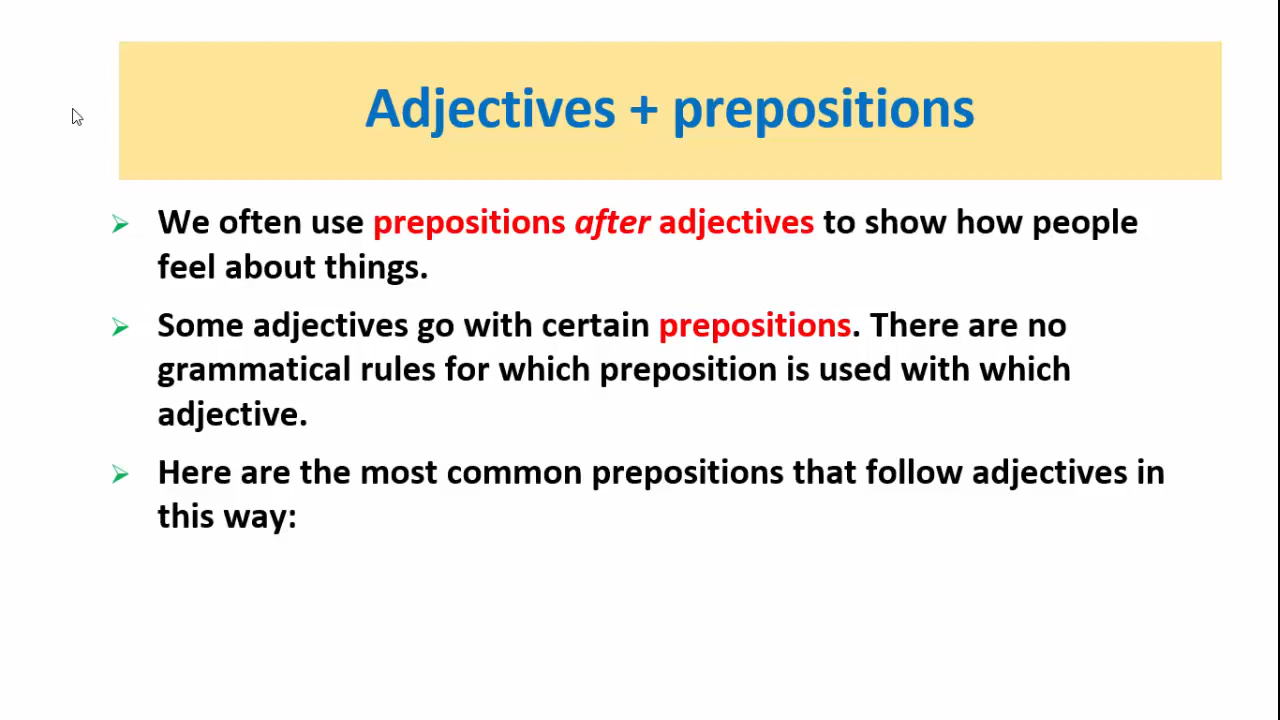 Adjectives + prepositions
We often use prepositions after adjectives to show how people
feel about things.
Some adjectives go with certain prepositions. There are no
grammatical rules for which preposition is used with which
adjective.
Here are the most common prepositions that follow adjectives in
this way: